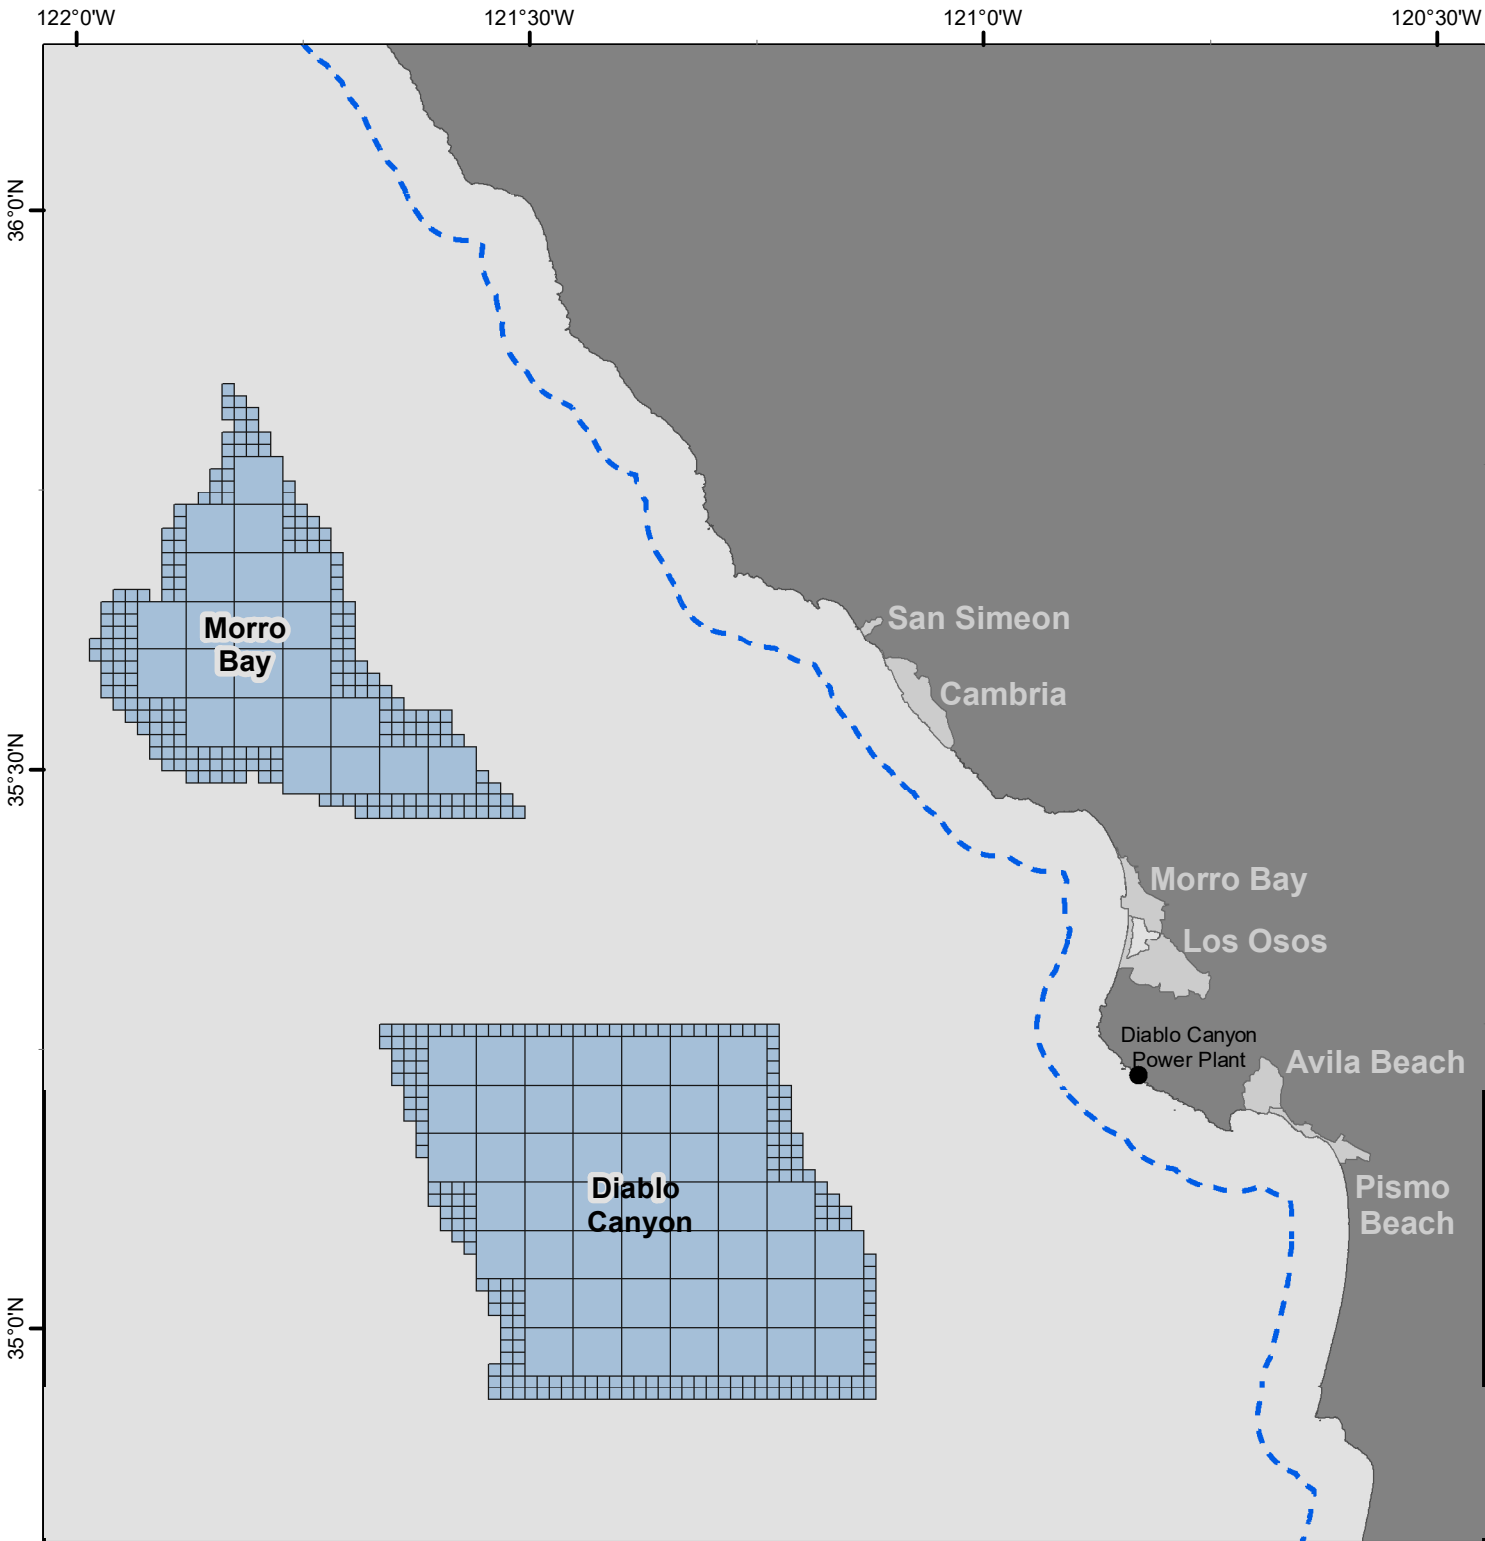 122°0'W
121°30'W
121°0'W
120°30'W
36°0'N
San Simeon
Morro
Bay
Cambria
35°30'N
Morro Bay
Los Osos
Diablo Canyon
Power Plant
Avila Beach
Diablo
Canyon
Pismo
Beach
35°0'N